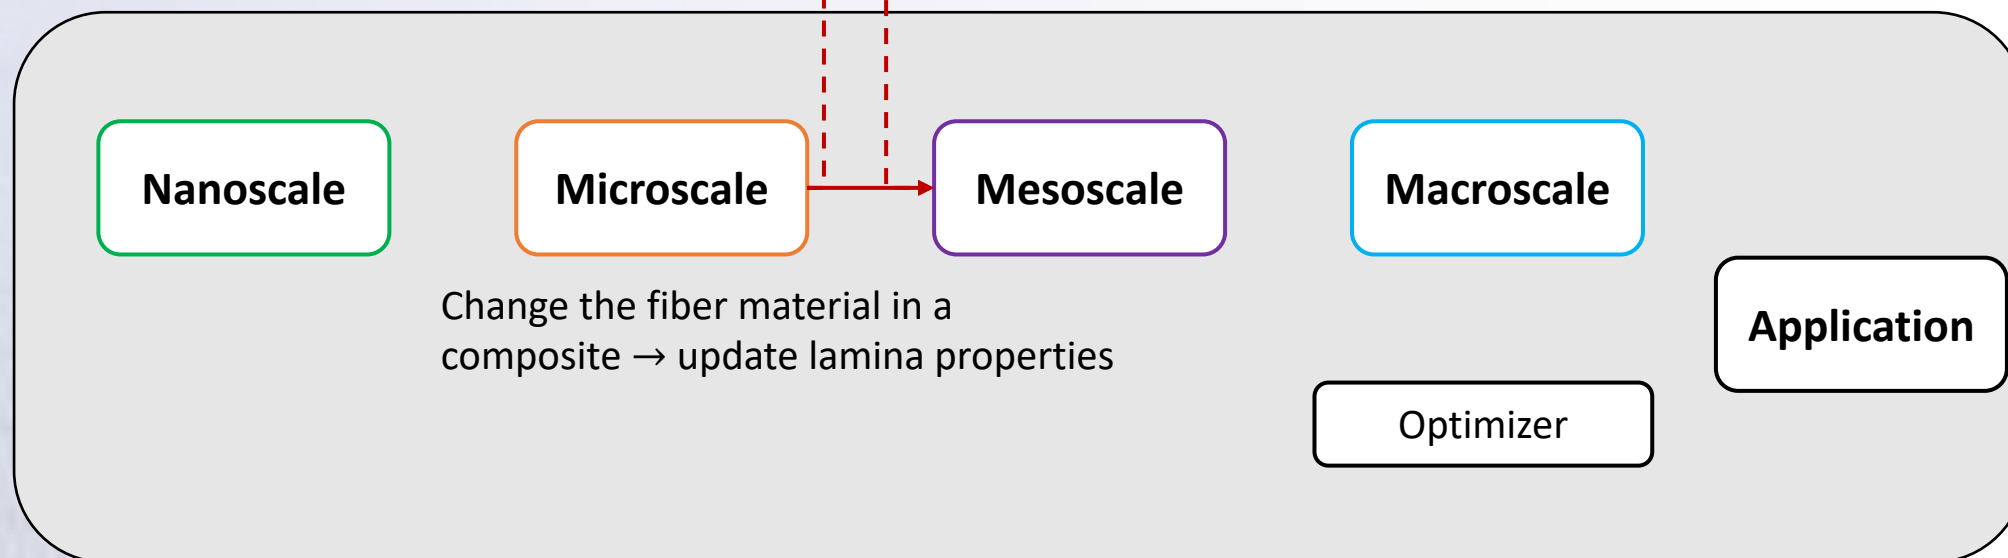 Nanoscale
Microscale
Mesoscale
Macroscale
Change the fiber material in a
composite → update lamina properties
Application
Optimizer